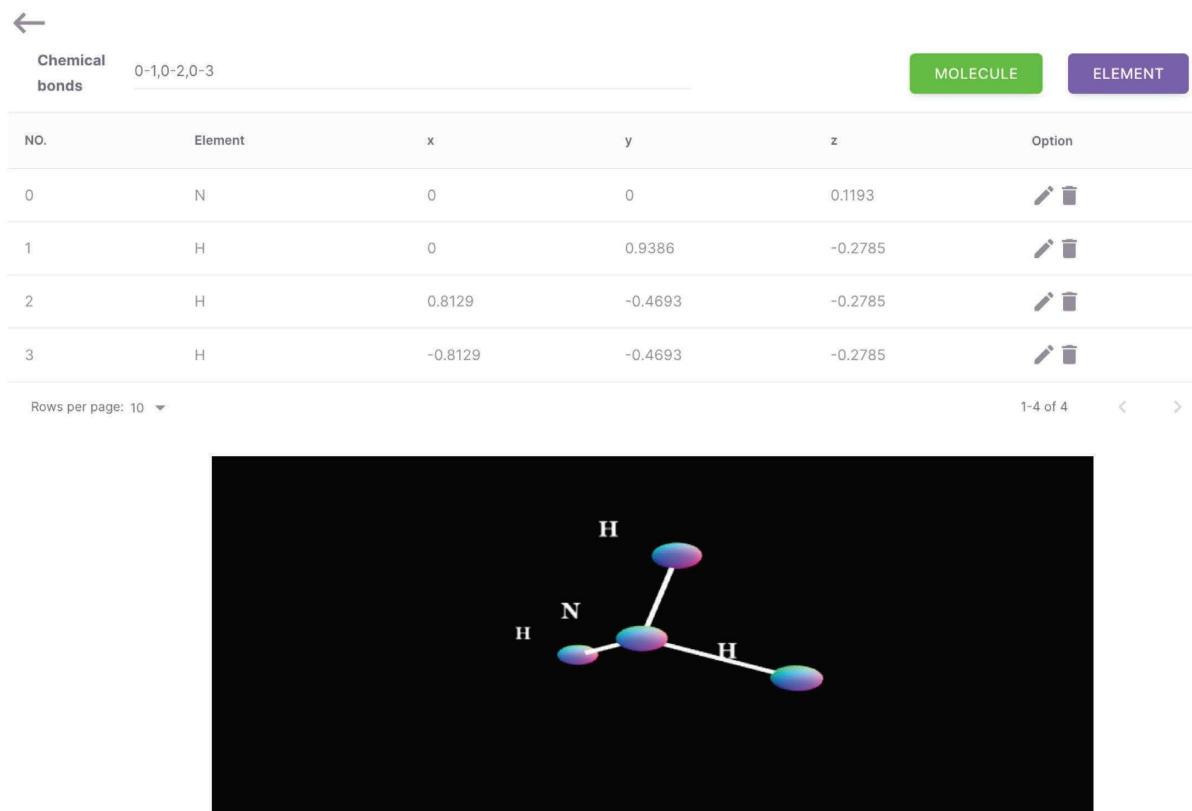 Chemical bonds 0-1,0-2,0-3 MOLECULE ELEMENT
NO. Element x y z Option
0 N 0 0 0.1193
1 H 0 0.9386 -0.2785
2 H 0.8129 -0.4693 -0.2785
3 H -0.8129 -0.4693 -0.2785
Rows per page: 10 1-4 of 4
H
N
H
H